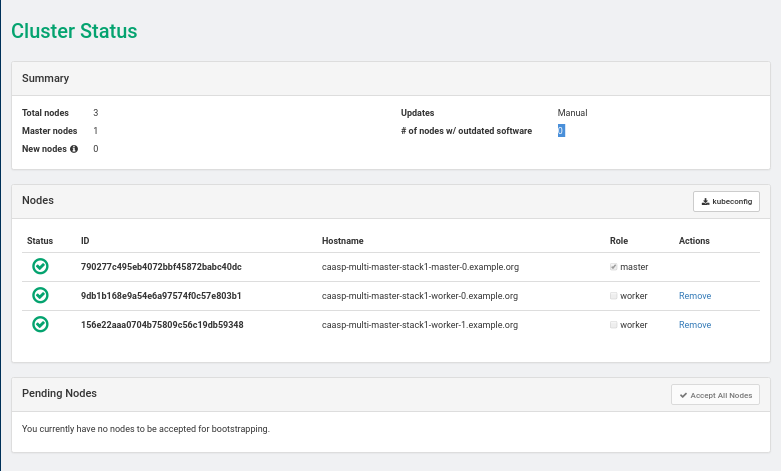 Cluster Status
Summary
Total nodes 3
Master nodes 1
New nodes 0
Updates Manual
# of nodes w/ outdated software 0
Nodes
kubeconfig
Status ID Hostname Role Actions
790277c495eb4072bbf45872babc40dc caasp-multi-master-stack1-master-0.example.org master
9db1b168e9a54e6a97574f0c57e803b1 caasp-multi-master-stack1-worker-0.example.org worker Remove
156e22aaa0704b75809c56c19db59348 caasp-multi-master-stack1-worker-1.example.org worker Remove
Pending Nodes
Accept All Nodes
You currently have no nodes to be accepted for bootstrapping.